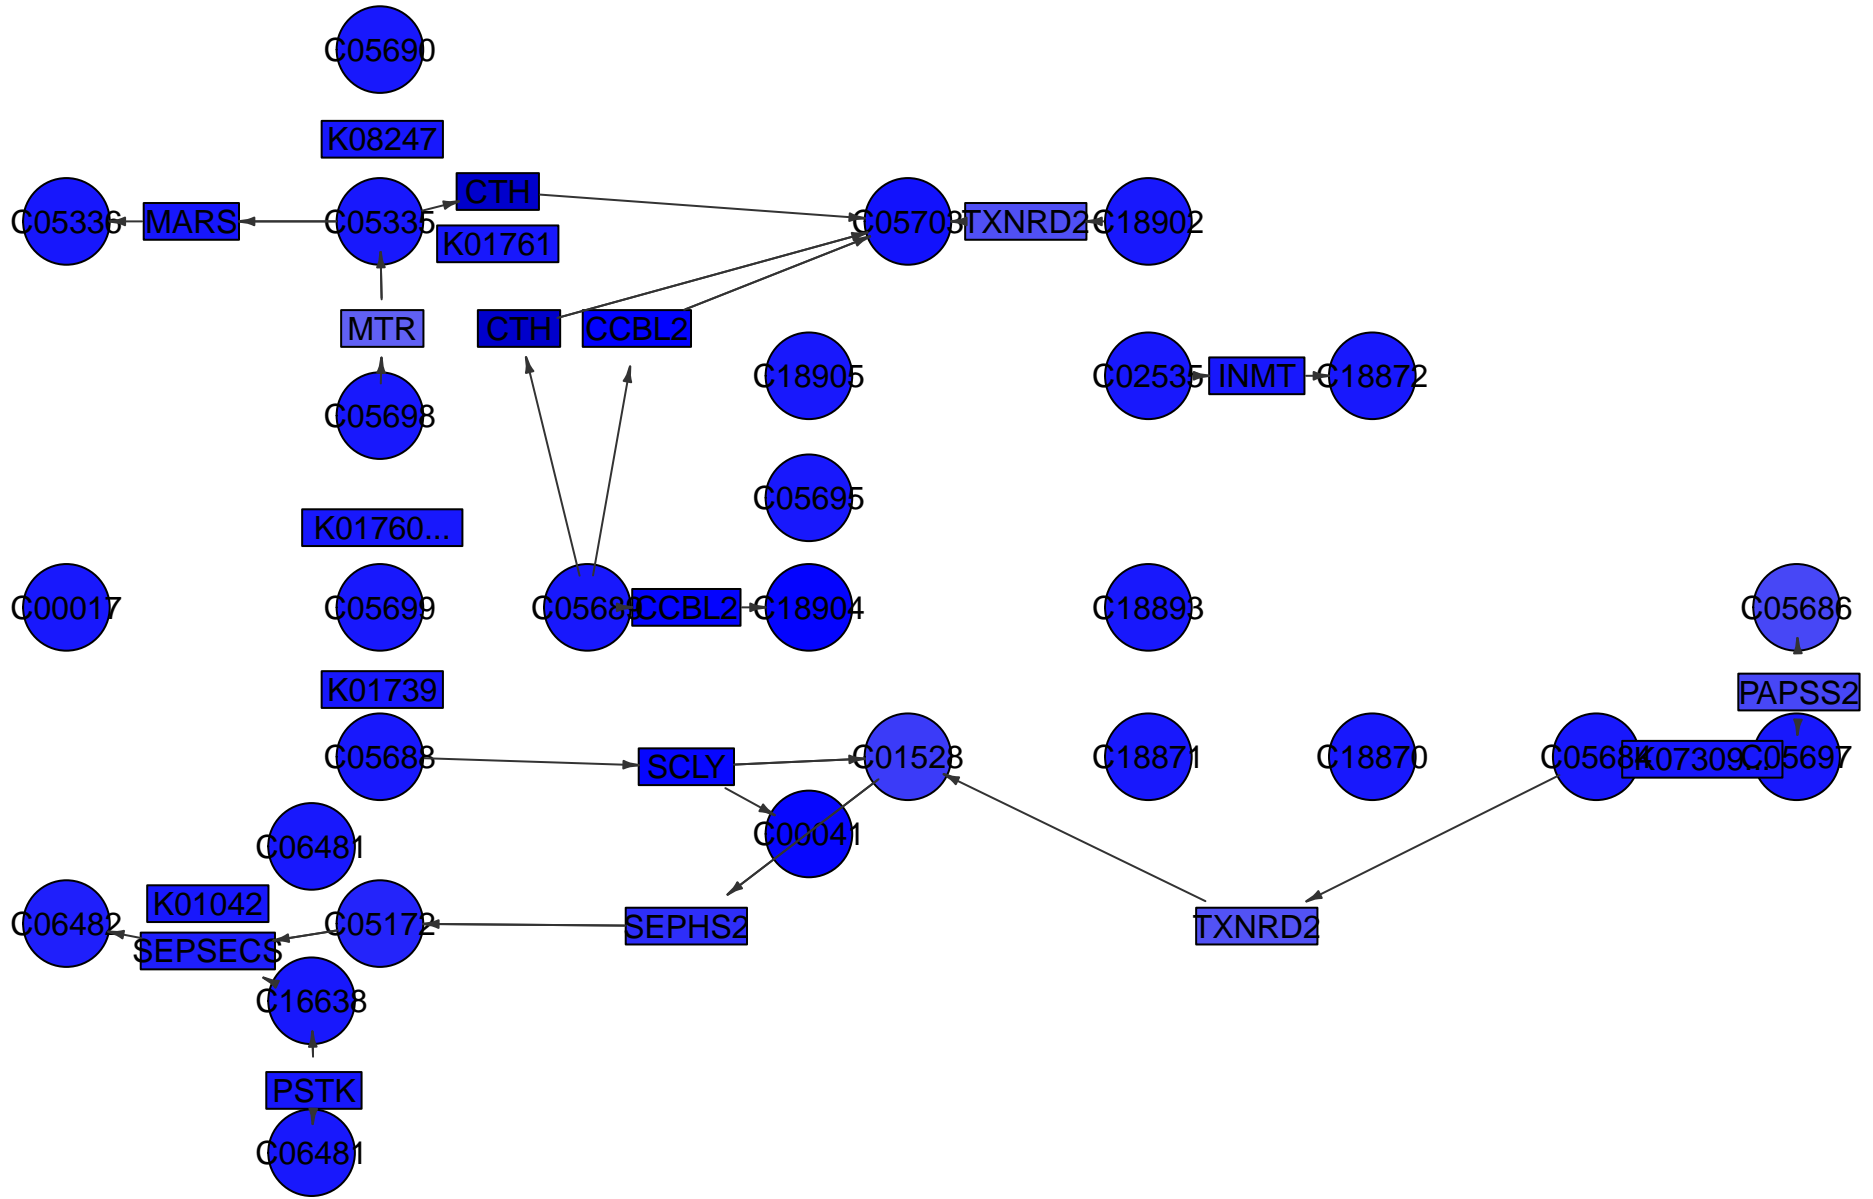 C05690
K08247
CTH
C05336
MARS
C05335
C05703
TXNRD2
C18902
K01761
MTR
CTH
CCBL2
C18905
C02535
INMT
C18872
C05698
C05695
K01760...
C00017
C05699
C05689
CCBL2
C18904
C18893
C05686
K01739
PAPSS2
C05688
SCLY
C01528
C18871
C18870
C05684
K07309...
C05697
C00041
C06481
K01042
C06482
C05172
SEPHS2
TXNRD2
SEPSECS
C16638
PSTK
C06481